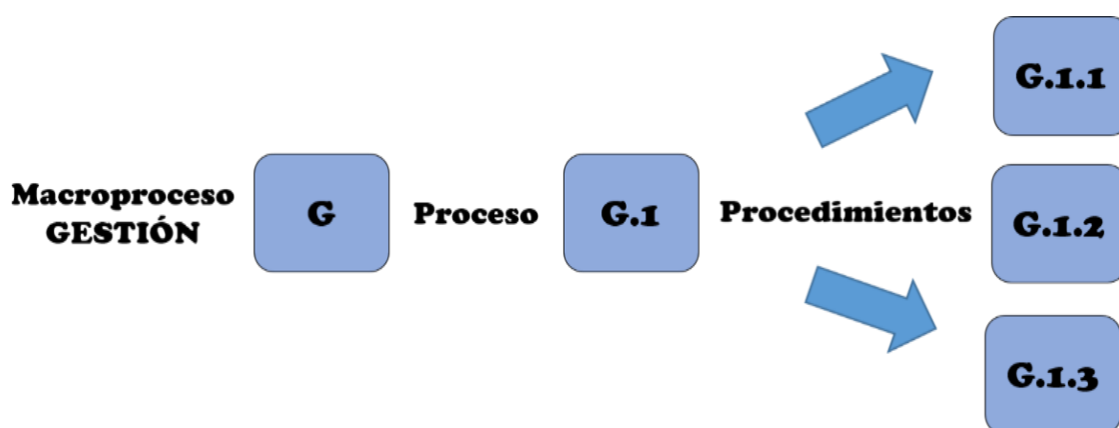 Macroproceso
GESTIÓN
G
Proceso
G.1
Procedimientos
G.1.1
G.1.2
G.1.3